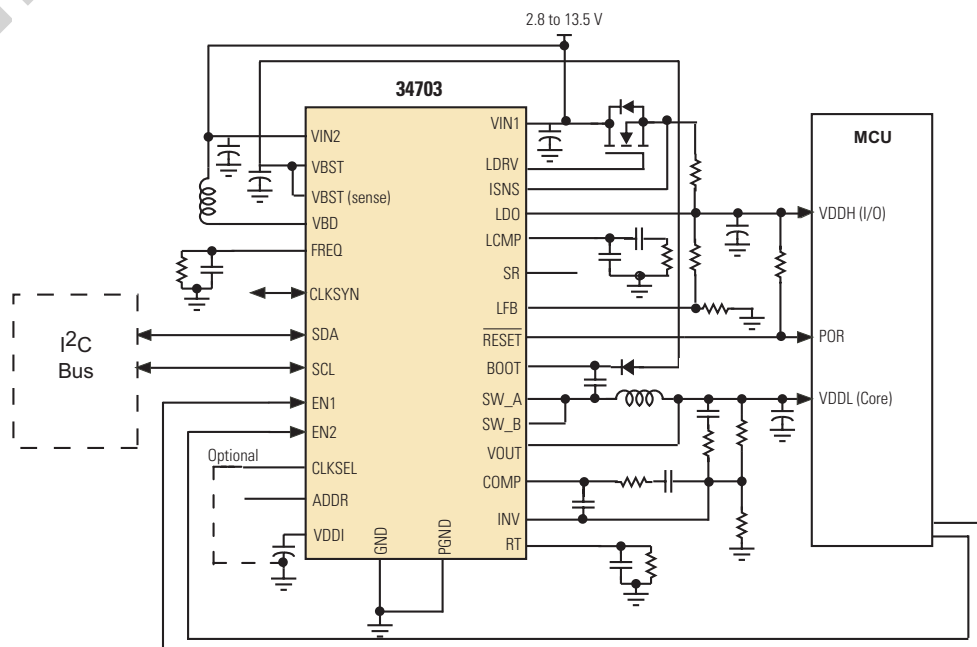 2.8 to 13.5 V
34703
VIN2
VBST
VBST (sense)
VBD
FREQ
CLKSYN
SDA
SCL
EN1
EN2
CLKSEL
ADDR
VDDI
GND
PGND
VIN1
LDRV
ISNS
LDO
LCMP
SR
LFB
RESET
BOOT
SW_A
SW_B
VOUT
COMP
INV
RT
MCU
VDDH (I/O)
POR
VDDL (Core)
I2C
Bus
Optional